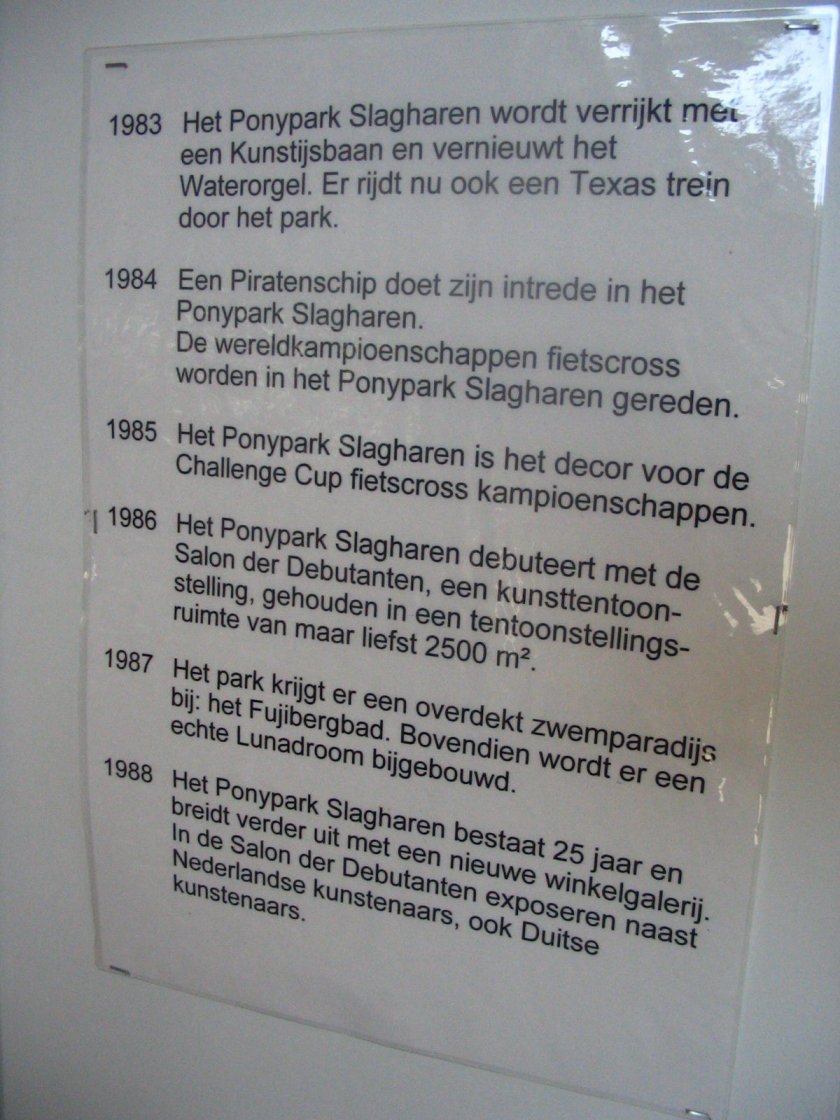 1983 Het Ponypark Slagharen wordt verrijkt met
een Kunstijsbaan en vernieuwt het
Waterorgel. Er rijdt nu ook een Texas trein
door het park.
1984 Een Piratenschip doet zijn intrede in het
Ponypark Slagharen.
De wereldkampioenschappen fietscross
worden in het Ponypark Slagharen gereden.
1985 Het Ponypark Slagharen is het decor voor de
Challenge Cup fietscross kampioenschappen.
1986 Het Ponypark Slagharen debuteert met de
Salon der Debutanten, een kunsttentoon-
stelling, gehouden in een tentoonstellings-
ruimte van maar liefst 2500 m².
1987 Het park krijgt er een overdekt zwemparadijs
bij: het Fujibergbad. Bovendien wordt er een
echte Lunadroom bijgebouwd.
1988 Het Ponypark Slagharen bestaat 25 jaar en
breidt verder uit met een nieuwe winkelgalerij.
In de Salon der Debutanten exposeren naast
Nederlandse kunstenaars, ook Duitse
kunstenaars.